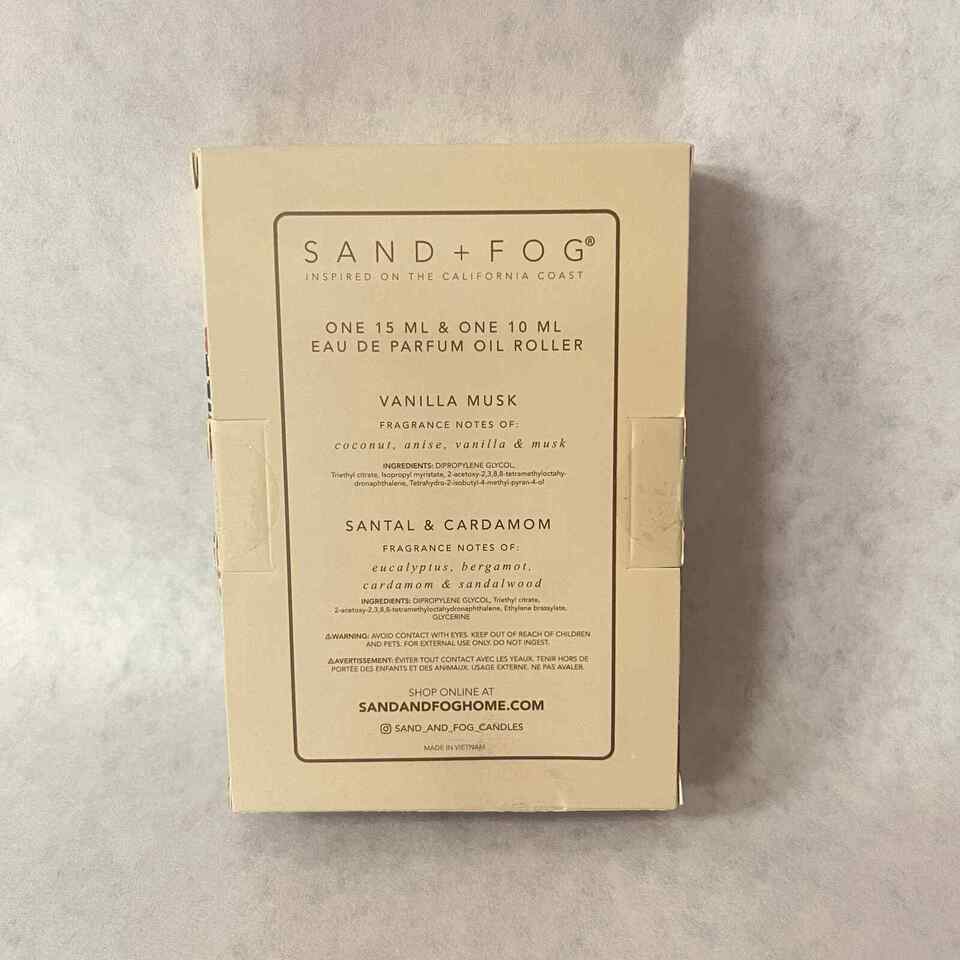 SAND + FOG®
INSPIRED ON THE CALIFORNIA COAST
ONE 15 ML & ONE 10 ML
EAU DE PARFUM OIL ROLLER
VANILLA MUSK
FRAGRANCE NOTES OF:
coconut, anise, vanilla & musk
INGREDIENTS: DIPROPYLENE GLYCOL,
Triethyl citrate, Isopropyl myristate, 2-acetoxy-2,3,8,8-tetramethyloctahy-
dronaphthalene, Tetrahydro-2-isobutyl-4-methyl-pyran-4-ol
SANTAL & CARDAMOM
FRAGRANCE NOTES OF:
eucalyptus, bergamot,
cardamom & sandalwood
INGREDIENTS: DIPROPYLENE GLYCOL, Triethyl citrate,
2-acetoxy-2,3,8,8-tetramethyloctahydronaphthalene, Ethylene brassylate,
GLYCERINE
⚠WARNING: AVOID CONTACT WITH EYES. KEEP OUT OF REACH OF CHILDREN
AND PETS. FOR EXTERNAL USE ONLY. DO NOT INGEST.
⚠AVERTISSEMENT: ÉVITER TOUT CONTACT AVEC LES YEAUX. TENIR HORS DE
PORTÉE DES ENFANTS ET DES ANIMAUX. USAGE EXTERNE. NE PAS AVALER.
SHOP ONLINE AT
SANDANDFOGHOME.COM
SAND_AND_FOG_CANDLES
MADE IN VIETNAM